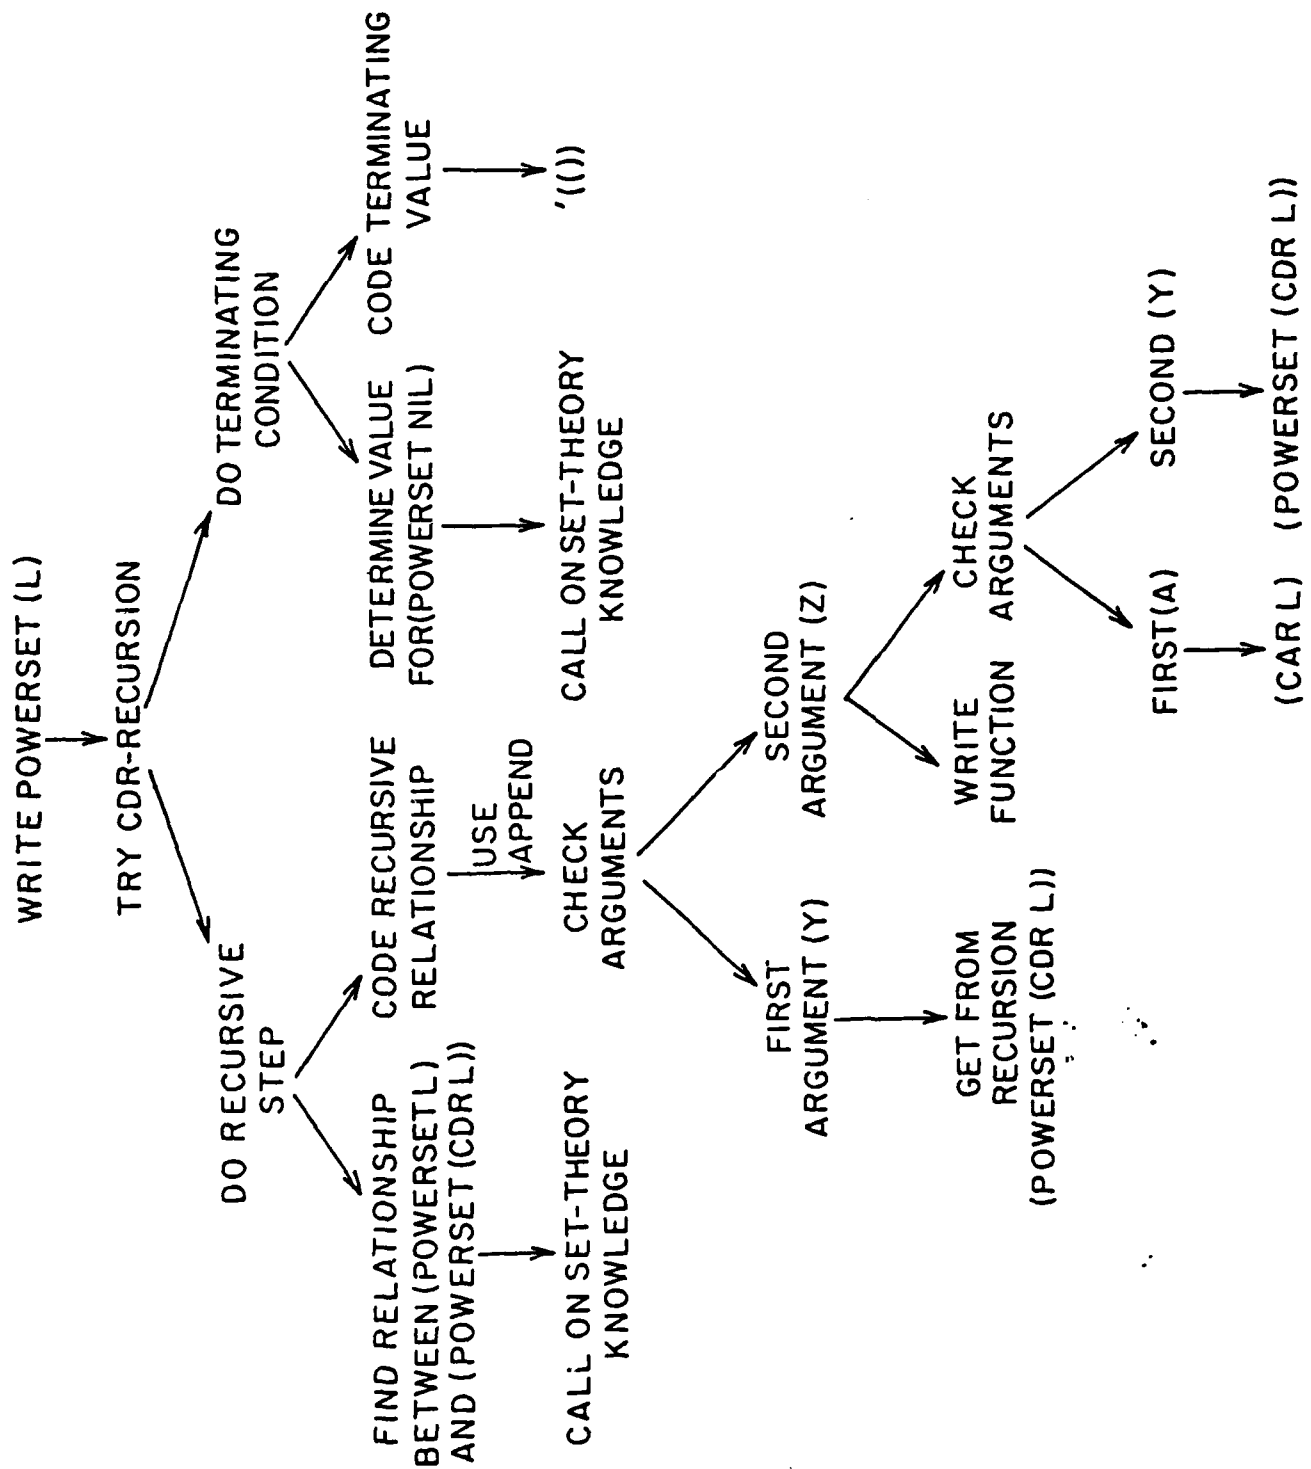 WRITE POWERSET (L)
TRY CDR-RECURSION
DO RECURSIVE
STEP
DO TERMINATING
CONDITION
FIND RELATIONSHIP
BETWEEN (POWERSET L)
AND (POWERSET (CDR L))
CODE RECURSIVE
RELATIONSHIP
DETERMINE VALUE
FOR (POWERSET NIL)
CODE TERMINATING
VALUE
USE
APPEND
CALL ON SET-THEORY
KNOWLEDGE
CHECK
ARGUMENTS
CALL ON SET-THEORY
KNOWLEDGE
'(())
FIRST
ARGUMENT (Y)
SECOND
ARGUMENT (Z)
GET FROM
RECURSION
(POWERSET (CDR L))
WRITE
FUNCTION
CHECK
ARGUMENTS
FIRST (A)
SECOND (Y)
(CAR L)
(POWERSET (CDR L))